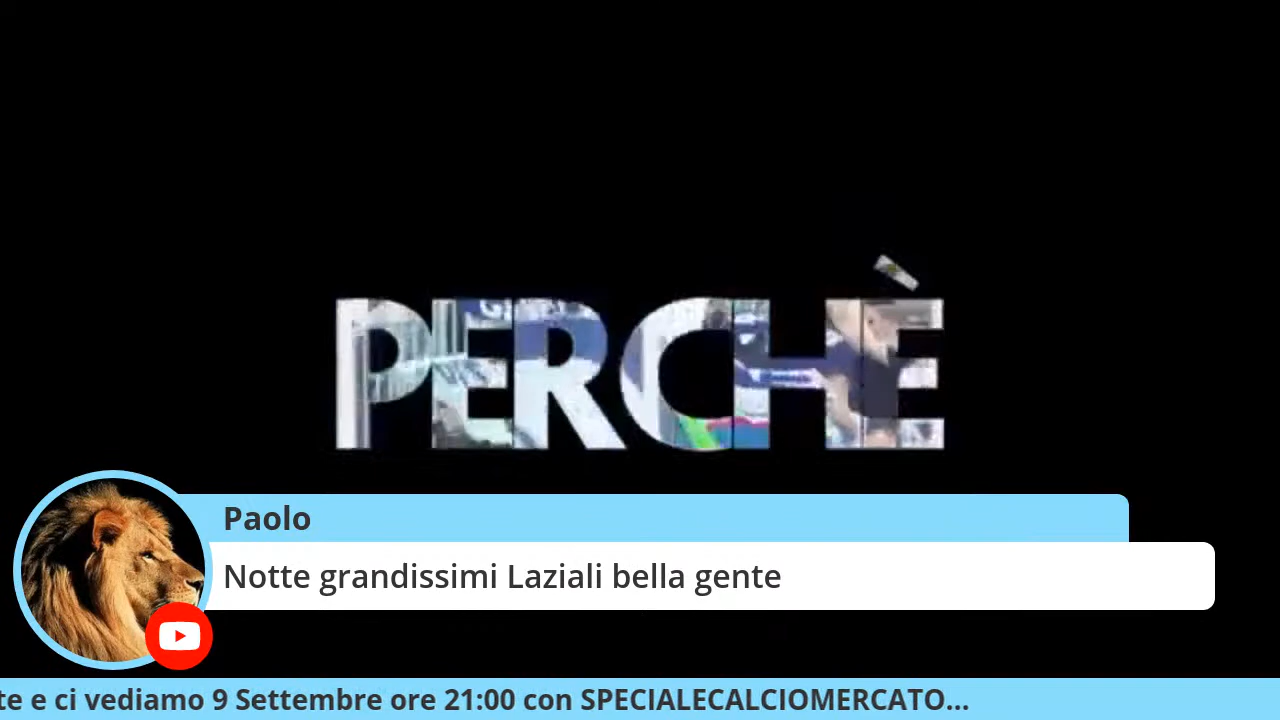 PERCHÈ
Paolo
Notte grandissimi Laziali bella gente
te e ci vediamo 9 Settembre ore 21:00 con SPECIALECALCIOMERCATO...